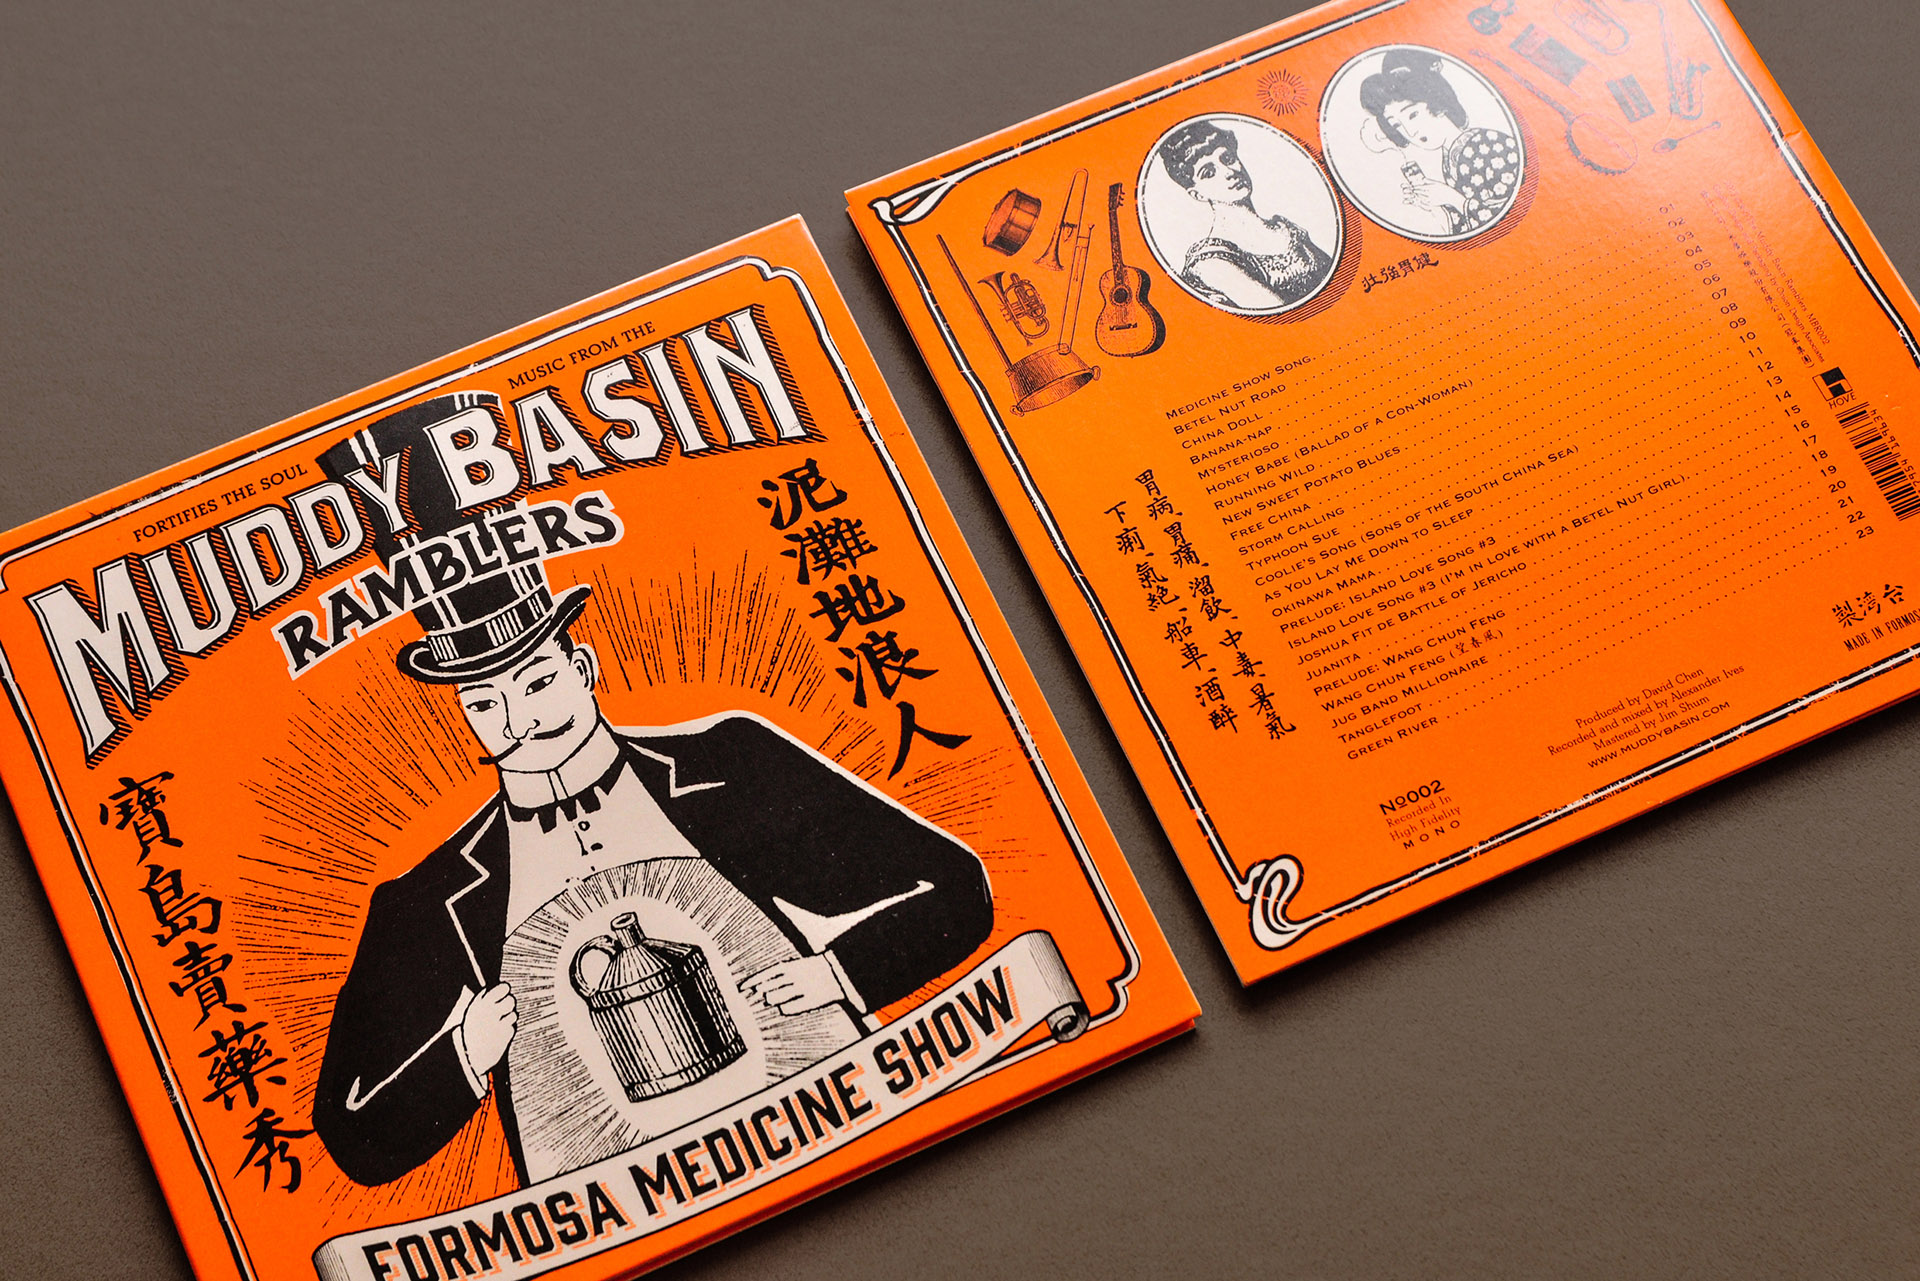 FORTIFIES THE SOUL
MUSIC FROM THE
MUDDY BASIN
RAMBLERS
泥灘地浪人
寶島賣藥秀
FORMOSA MEDICINE SHOW
壯強胃健
MEDICINE SHOW SONG
BETEL NUT ROAD
CHINA DOLL
BANANA-NAP
MYSTERIOSO
HONEY BABE (BALLAD OF A CON-WOMAN)
RUNNING WILD
NEW SWEET POTATO BLUES
FREE CHINA
STORM CALLING
TYPHOON SUE
COOLIE'S SONG (SONS OF THE SOUTH CHINA SEA)
AS YOU LAY ME DOWN TO SLEEP
OKINAWA MAMA
PRELUDE: ISLAND LOVE SONG #3
ISLAND LOVE SONG #3 (I'M IN LOVE WITH A BETEL NUT GIRL)
JOSHUA FIT DE BATTLE OF JERICHO
JUANITA
PRELUDE: WANG CHUN FENG
WANG CHUN FENG (望春風)
JUG BAND MILLIONAIRE
TANGLEFOOT
GREEN RIVER
03
04
05
06
07
08
09
10
11
12
13
14
15
16
17
18
19
20
21
22
23
胃病、胃痛、溜飲、中毒、暑氣
下痢、氣絕、船車、酒醉
HOVE
製湾台
MADE IN FORMOSA
Produced by David Chen
Recorded and mixed by Alexander Ives
Mastered by Jim Shum
WWW.MUDDYBASIN.COM
No002
Recorded In
High Fidelity
MONO